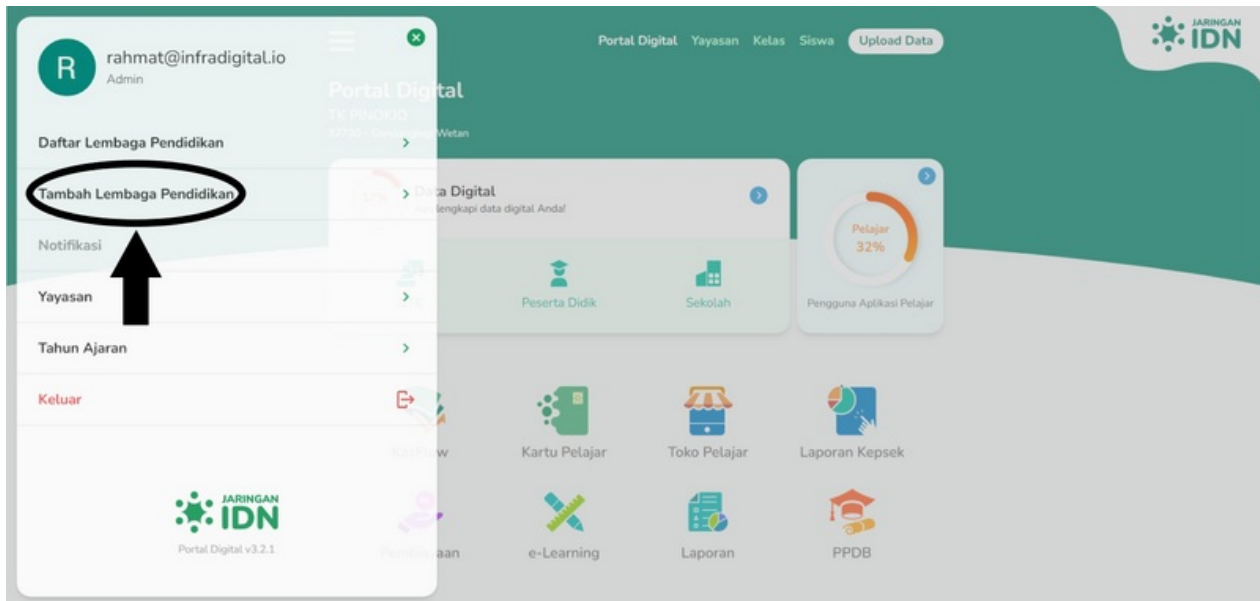 R
rahmat@infradigital.io
Admin
Daftar Lembaga Pendidikan
Tambah Lembaga Pendidikan
Notifikasi
Yayasan
Tahun Ajaran
Keluar
JARINGAN
IDN
Portal Digital v3.2.1
Portal Digital Yayasan Kelas Siswa Upload Data
JARINGAN
IDN
Portal Digital
TK PINOKIO
Wetan
Data Digital
lengkapi data digital Anda!
Peserta Didik
Sekolah
Pelajar
32%
Pengguna Aplikasi Pelajar
Kartu Pelajar
Toko Pelajar
Laporan Kepsek
e-Learning
Laporan
PPDB